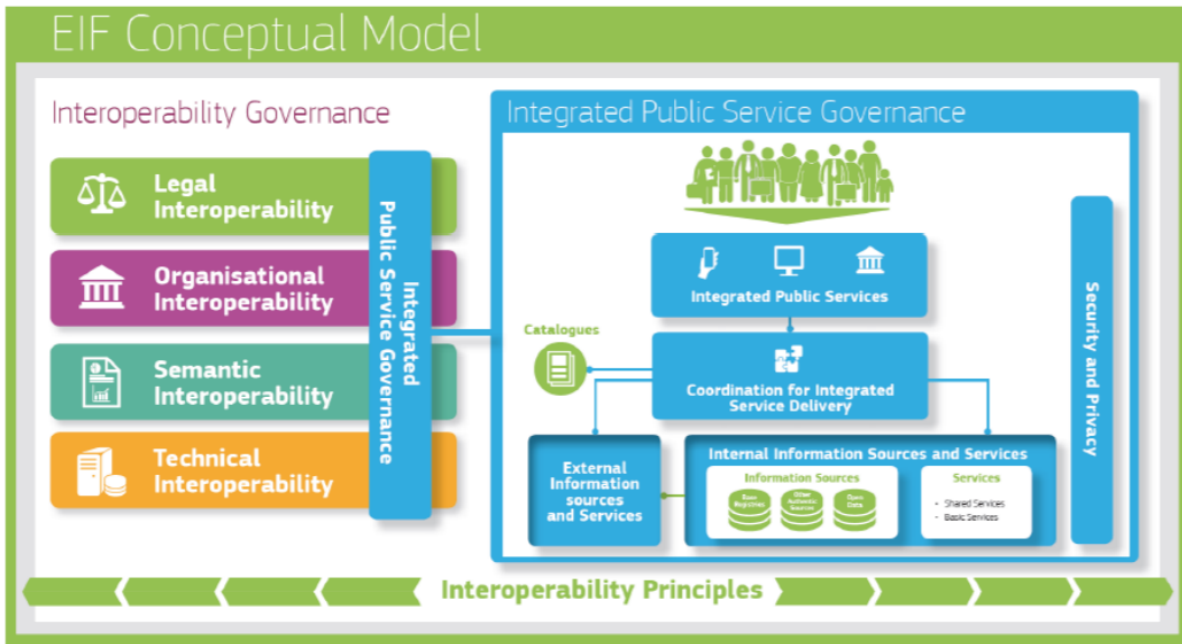 EIF Conceptual Model
Interoperability Governance
Legal
Interoperability
Organisational
Interoperability
Semantic
Interoperability
Technical
Interoperability
Integrated
Public Service Governance
Integrated Public Service Governance
Integrated Public Services
Catalogues
Coordination for Integrated
Service Delivery
External
Information
sources
and Services
Internal Information Sources and Services
Information Sources
Base
Registries
Other
Authentic
Sources
Open
Data
Services
• Shared Services
• Basic Services
Security and Privacy
Interoperability Principles